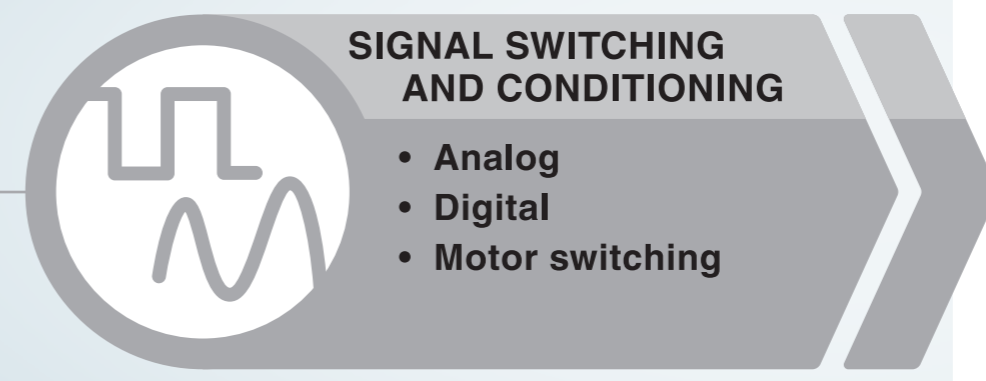 SIGNAL SWITCHING
AND CONDITIONING
• Analog
• Digital
• Motor switching